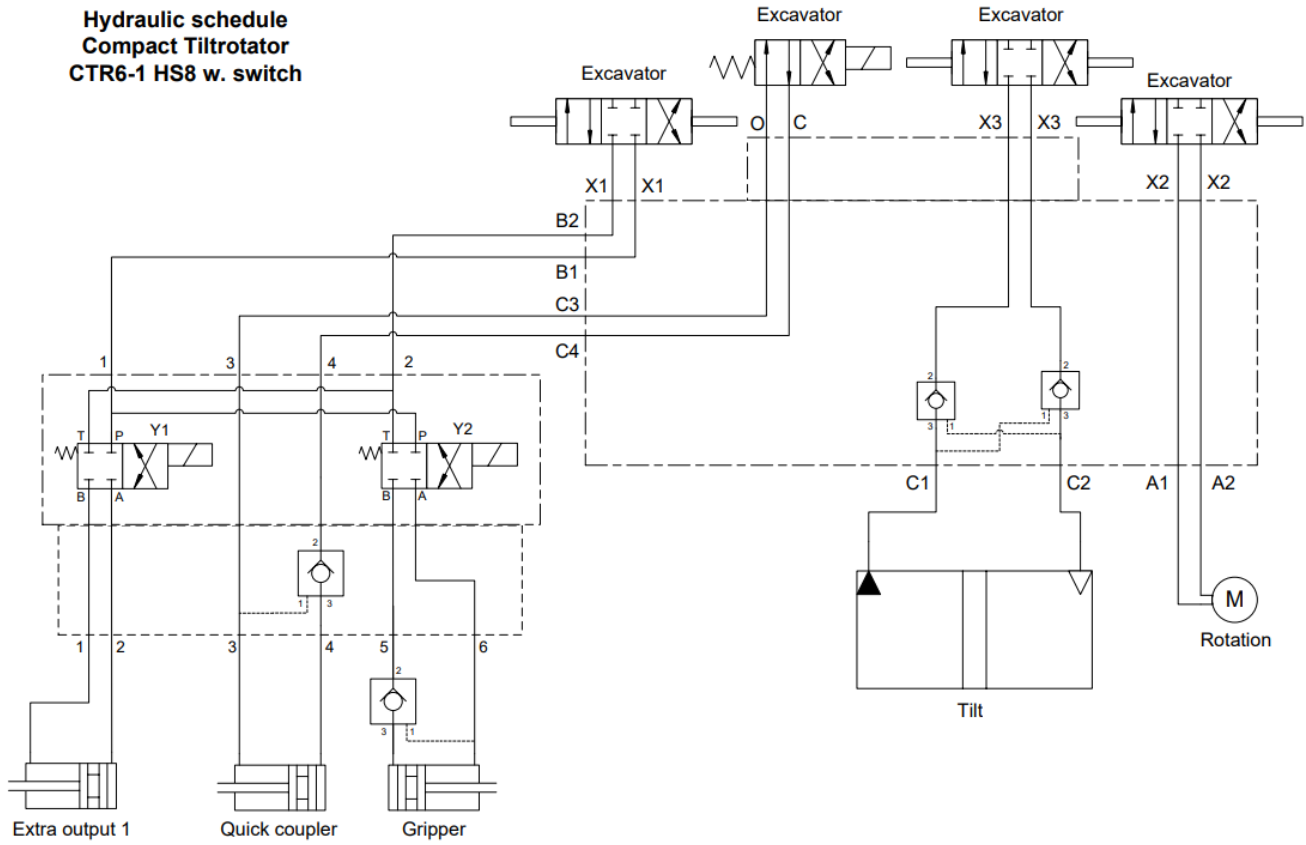 Hydraulic schedule
Compact Tiltrotator
CTR6-1 HS8 w. switch
Excavator
Excavator
Excavator
Excavator
O C
X3 X3
X1 X1
X2 X2
B2
B1
C3
C4
1
3
4
2
T P Y1
B A
T P Y2
B A
2
3 1
2
1 3
C1
C2
A1
A2
2
1 3
1 2
3
4
5
6
2
3 1
M
Rotation
Tilt
Extra output 1
Quick coupler
Gripper